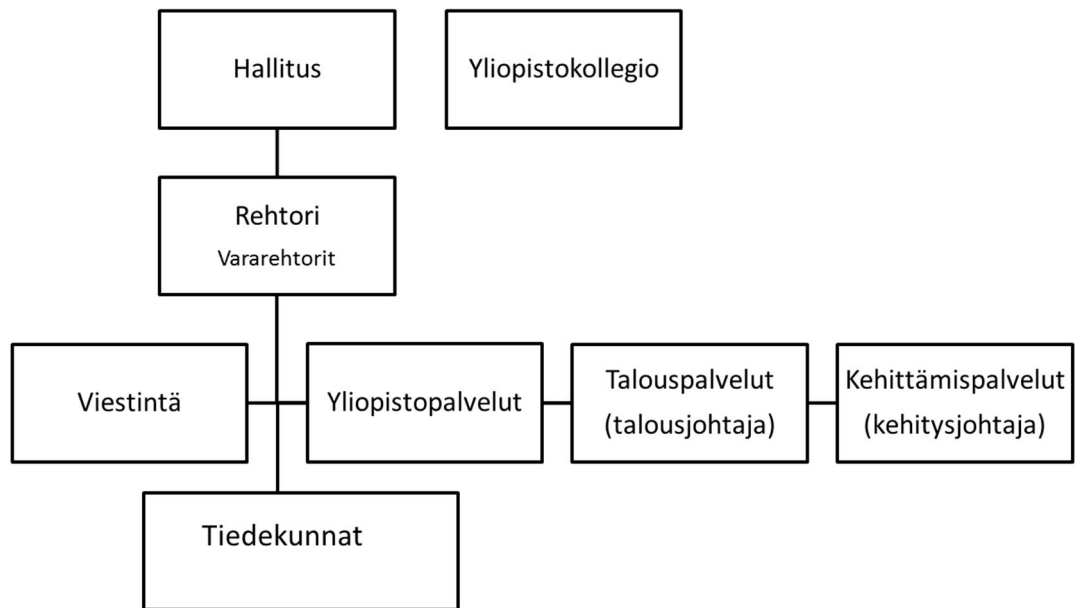 Hallitus
Yliopistokollegio
Rehtori
Vararehtorit
Viestintä
Yliopistopalvelut
Talouspalvelut
(talousjohtaja)
Kehittämispalvelut
(kehitysjohtaja)
Tiedekunnat